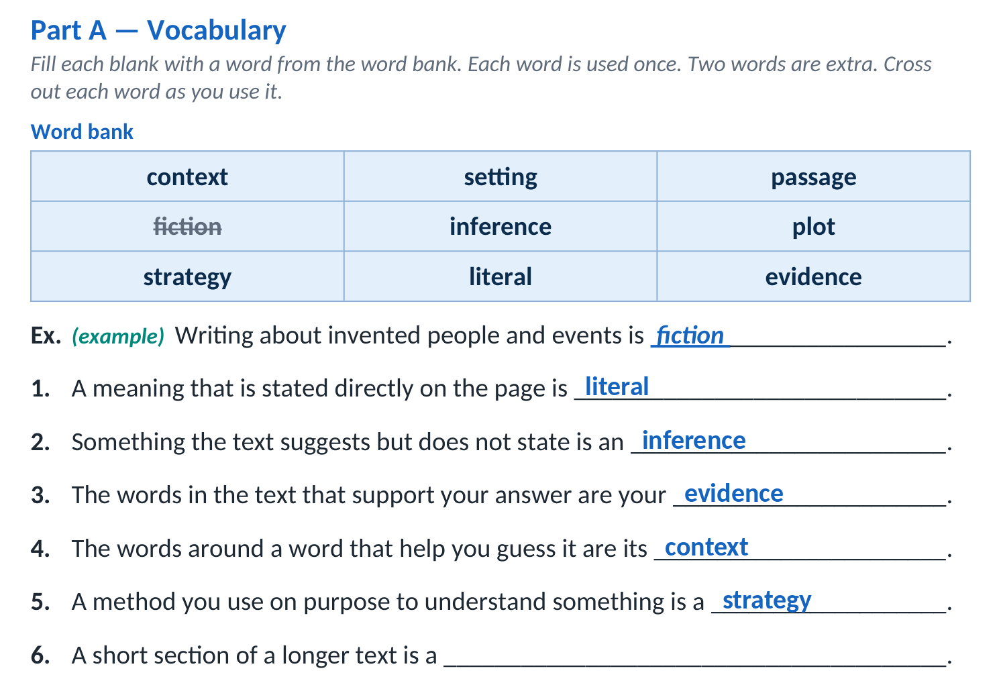 Part A — Vocabulary
Fill each blank with a word from the word bank. Each word is used once. Two words are extra. Cross
out each word as you use it.
Word bank
context setting passage
fiction inference plot
strategy literal evidence
Ex. (example) Writing about invented people and events is fiction.
1. A meaning that is stated directly on the page is literal.
2. Something the text suggests but does not state is an inference.
3. The words in the text that support your answer are your evidence.
4. The words around a word that help you guess it are its context.
5. A method you use on purpose to understand something is a strategy.
6. A short section of a longer text is a ____.